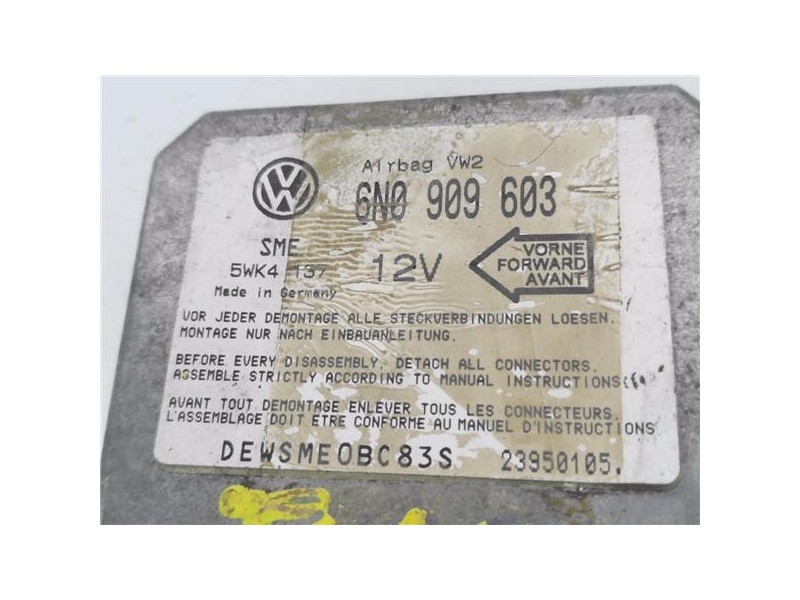 Airbag VW2
6N0 909 603
SME
5WK4 137
12V
VORNE
FORWARD
AVANT
Made in Germany
VOR JEDER DEMONTAGE ALLE STECKVERBINDUNGEN LOESEN.
MONTAGE NUR NACH EINBAUANLEITUNG.
BEFORE EVERY DISASSEMBLY, DETACH ALL CONNECTORS.
ASSEMBLE STRICTLY ACCORDING TO MANUAL INSTRUCTIONS
AVANT TOUT DEMONTAGE ENLEVER TOUS LES CONNECTEURS.
L'ASSEMBLAGE DOIT ETRE CONFORME AU MANUEL D'INSTRUCTIONS
DEWSME0BC83S 23950105.